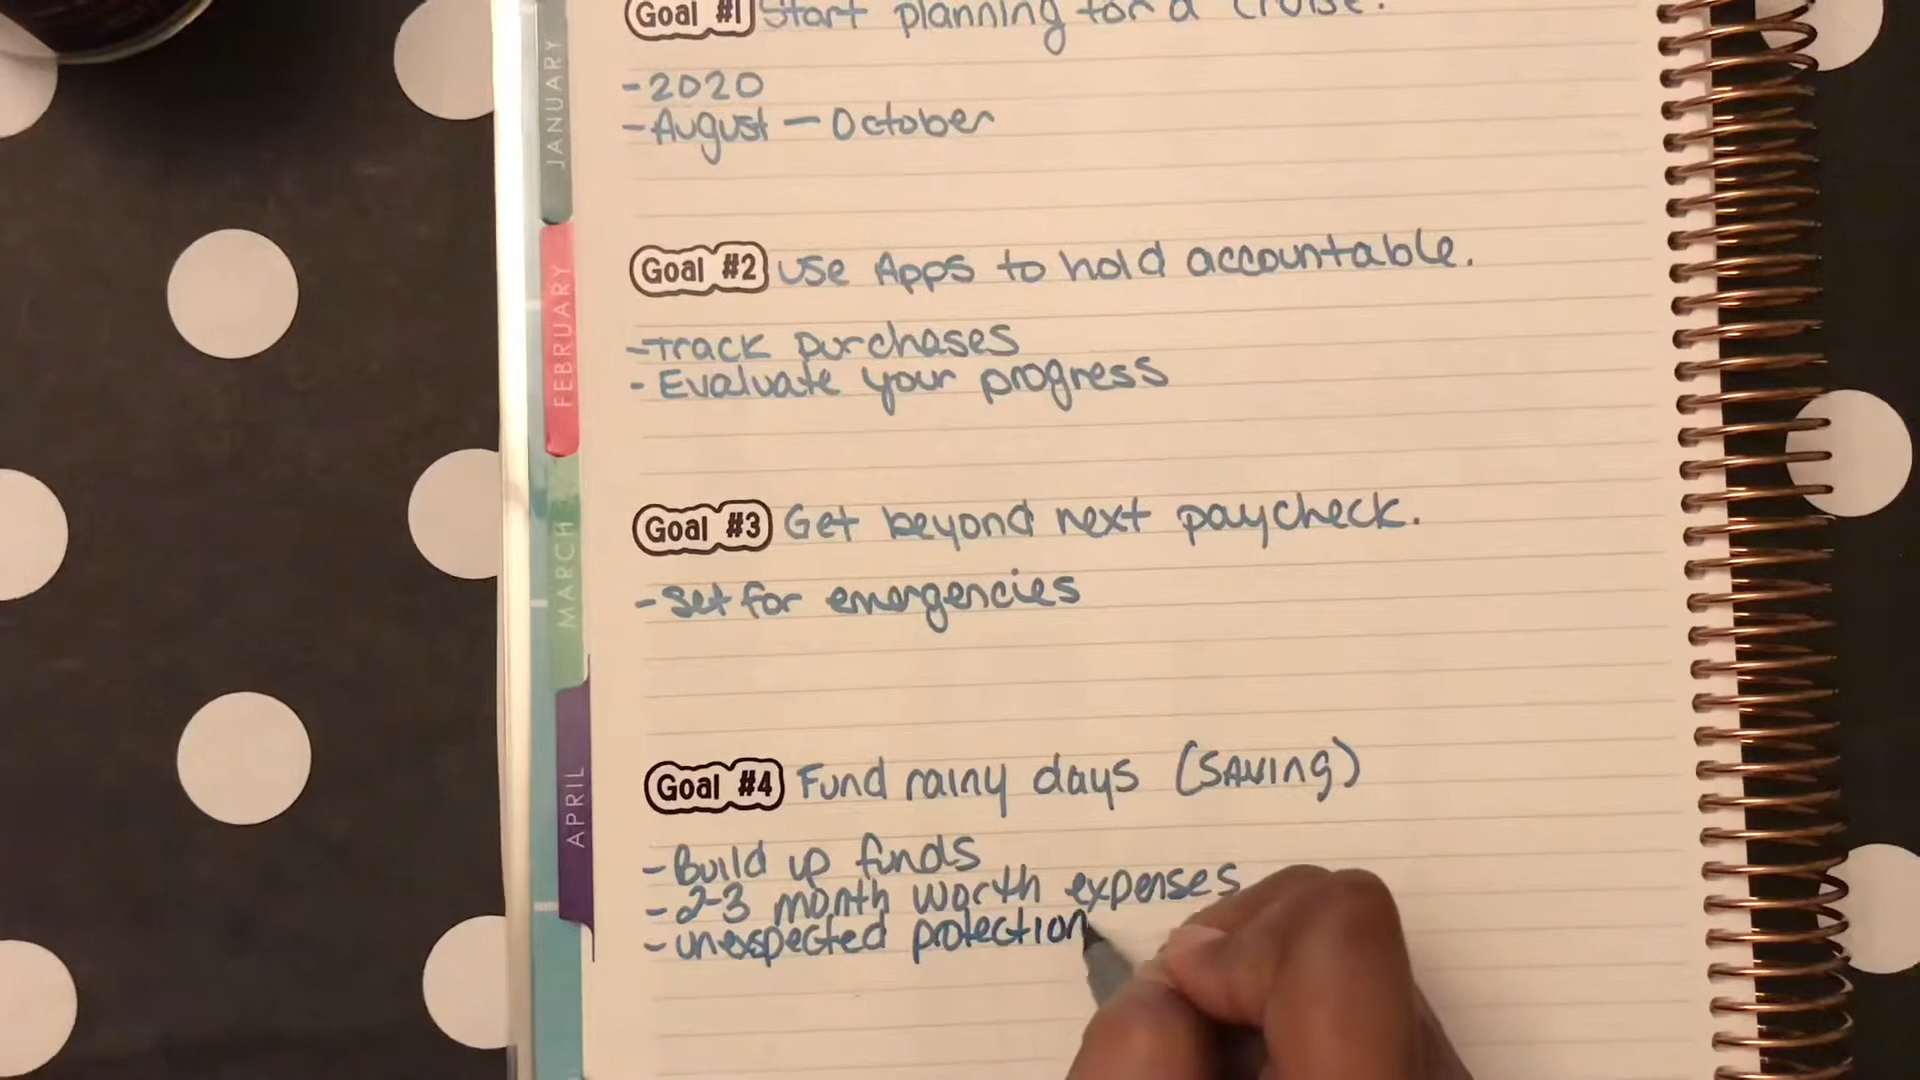 Goal #1 Start planning for a cruise.
-2020
-August - October
Goal #2 Use Apps to hold accountable.
-Track purchases
- Evaluate your progress
Goal #3 Get beyond next paycheck.
-Set for emergencies
Goal #4 Fund rainy days (SAVING)
-Build up funds
-2-3 month worth expenses
-unexspected protection
JANUARY
FEBRUARY
MARCH
APRIL